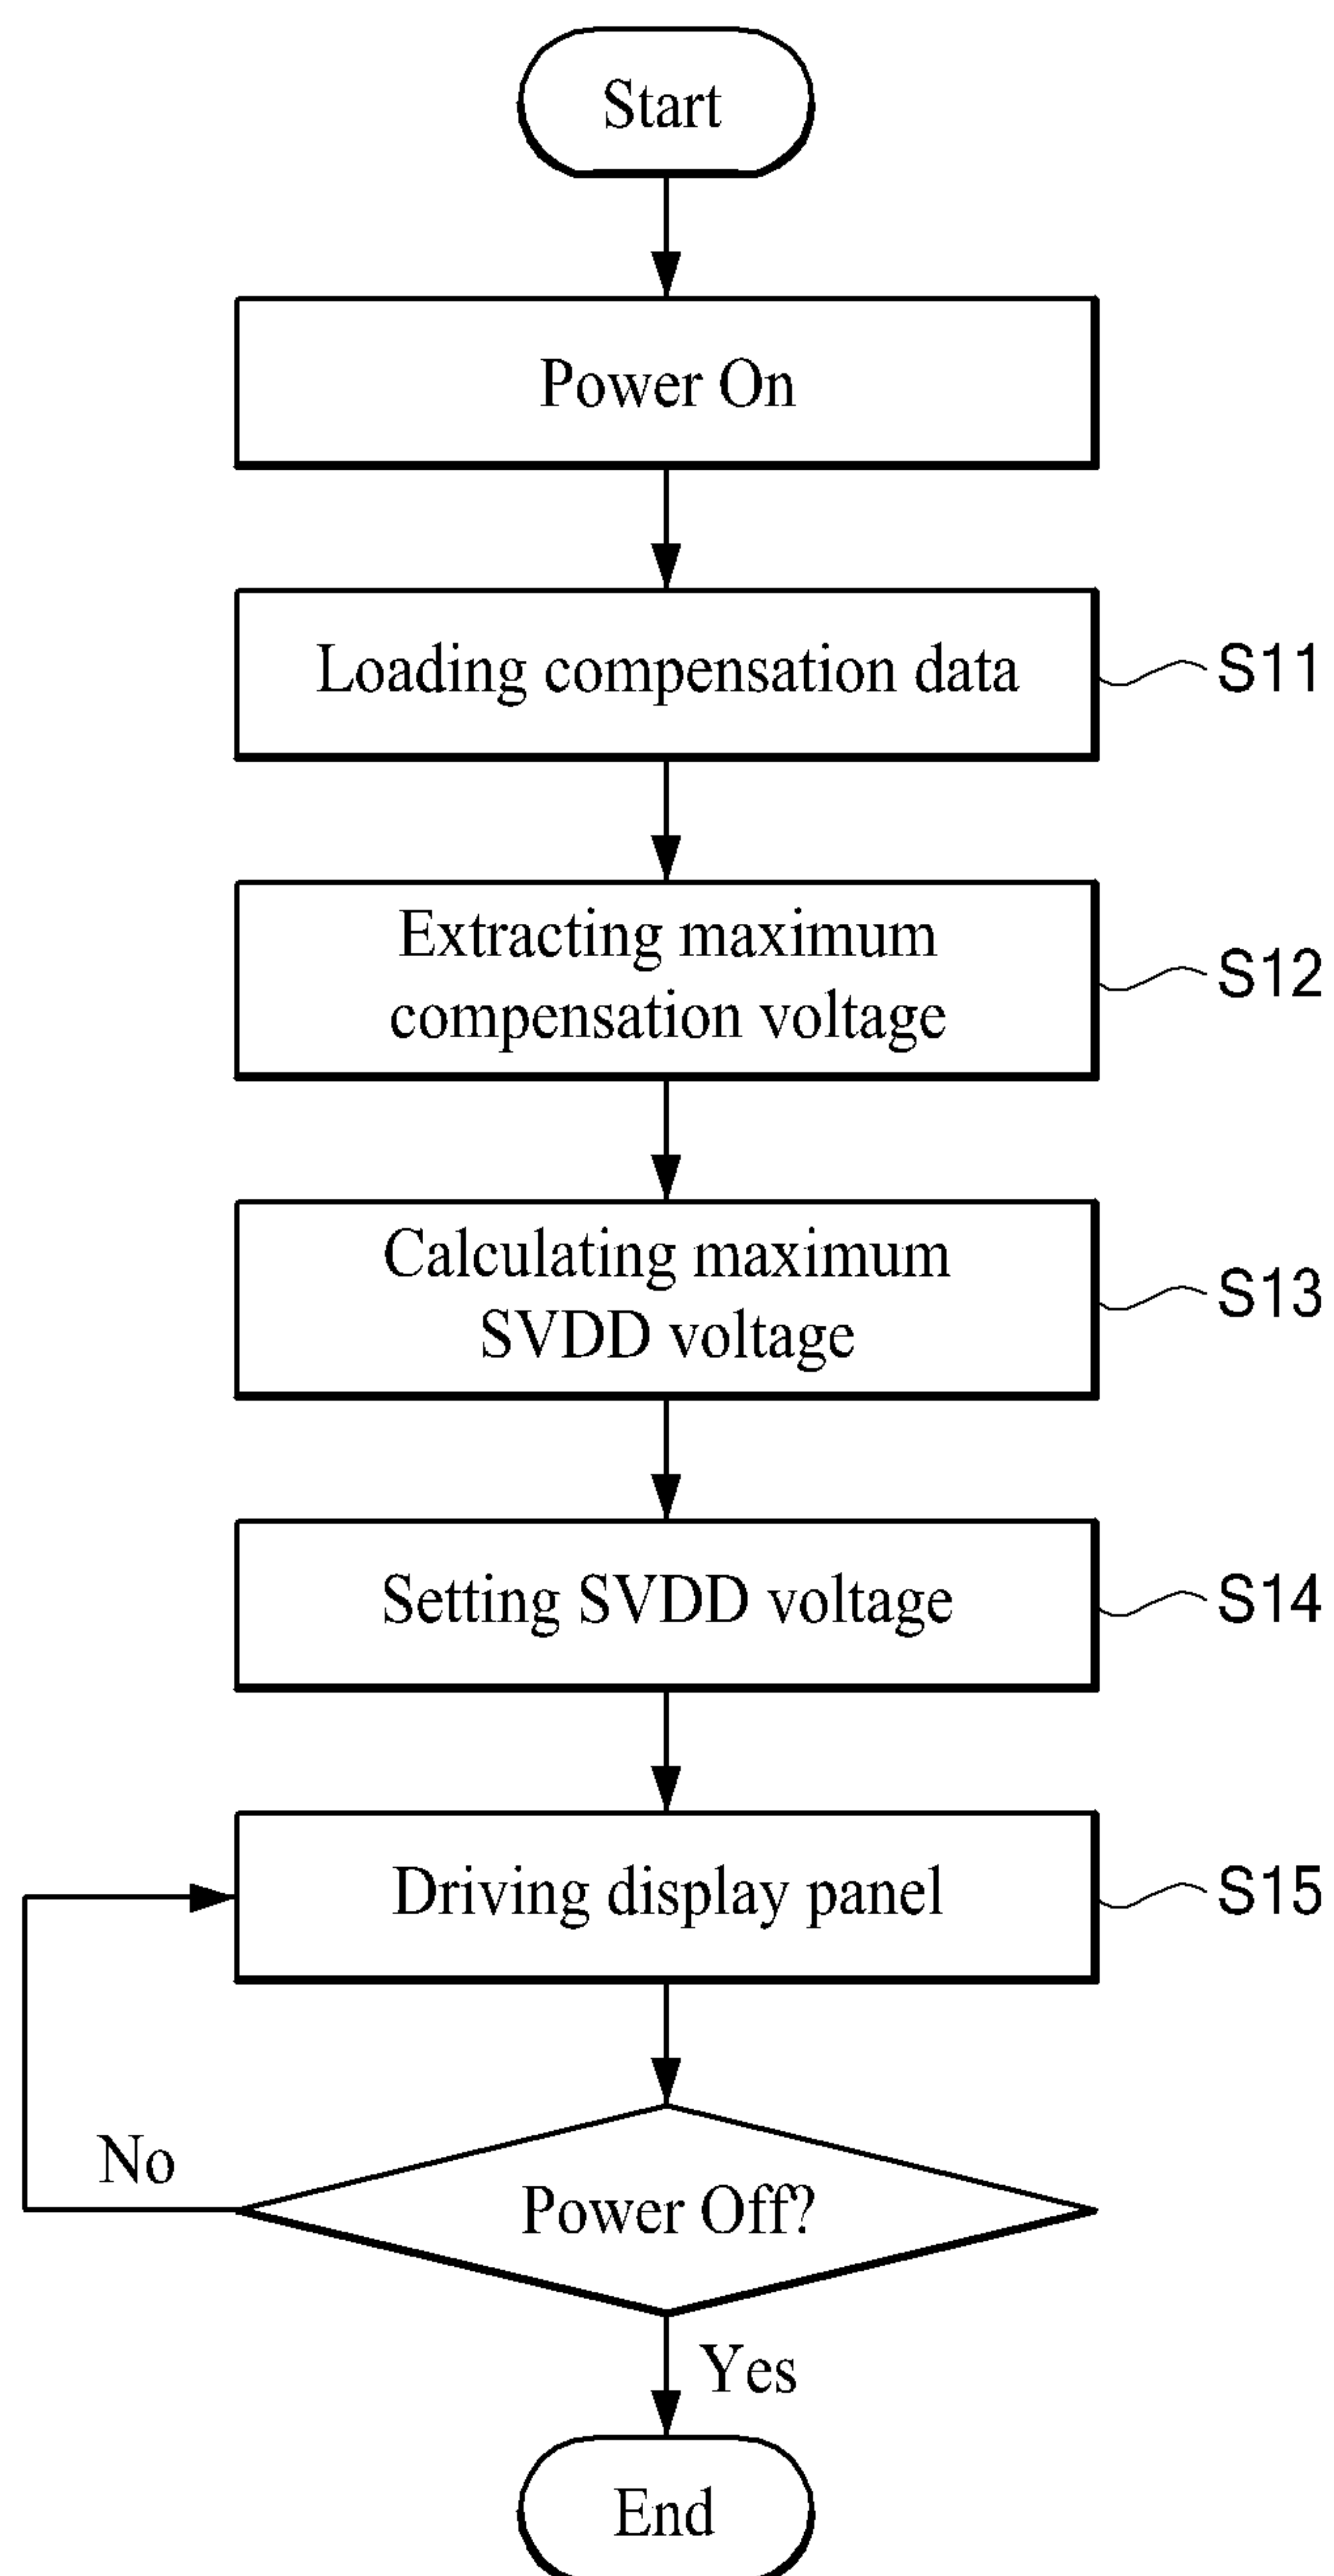 Start
Power On
Loading compensation data
S11
Extracting maximum
compensation voltage
S12
Calculating maximum
SVDD voltage
S13
Setting SVDD voltage
S14
Driving display panel
S15
No
Power Off?
Yes
End